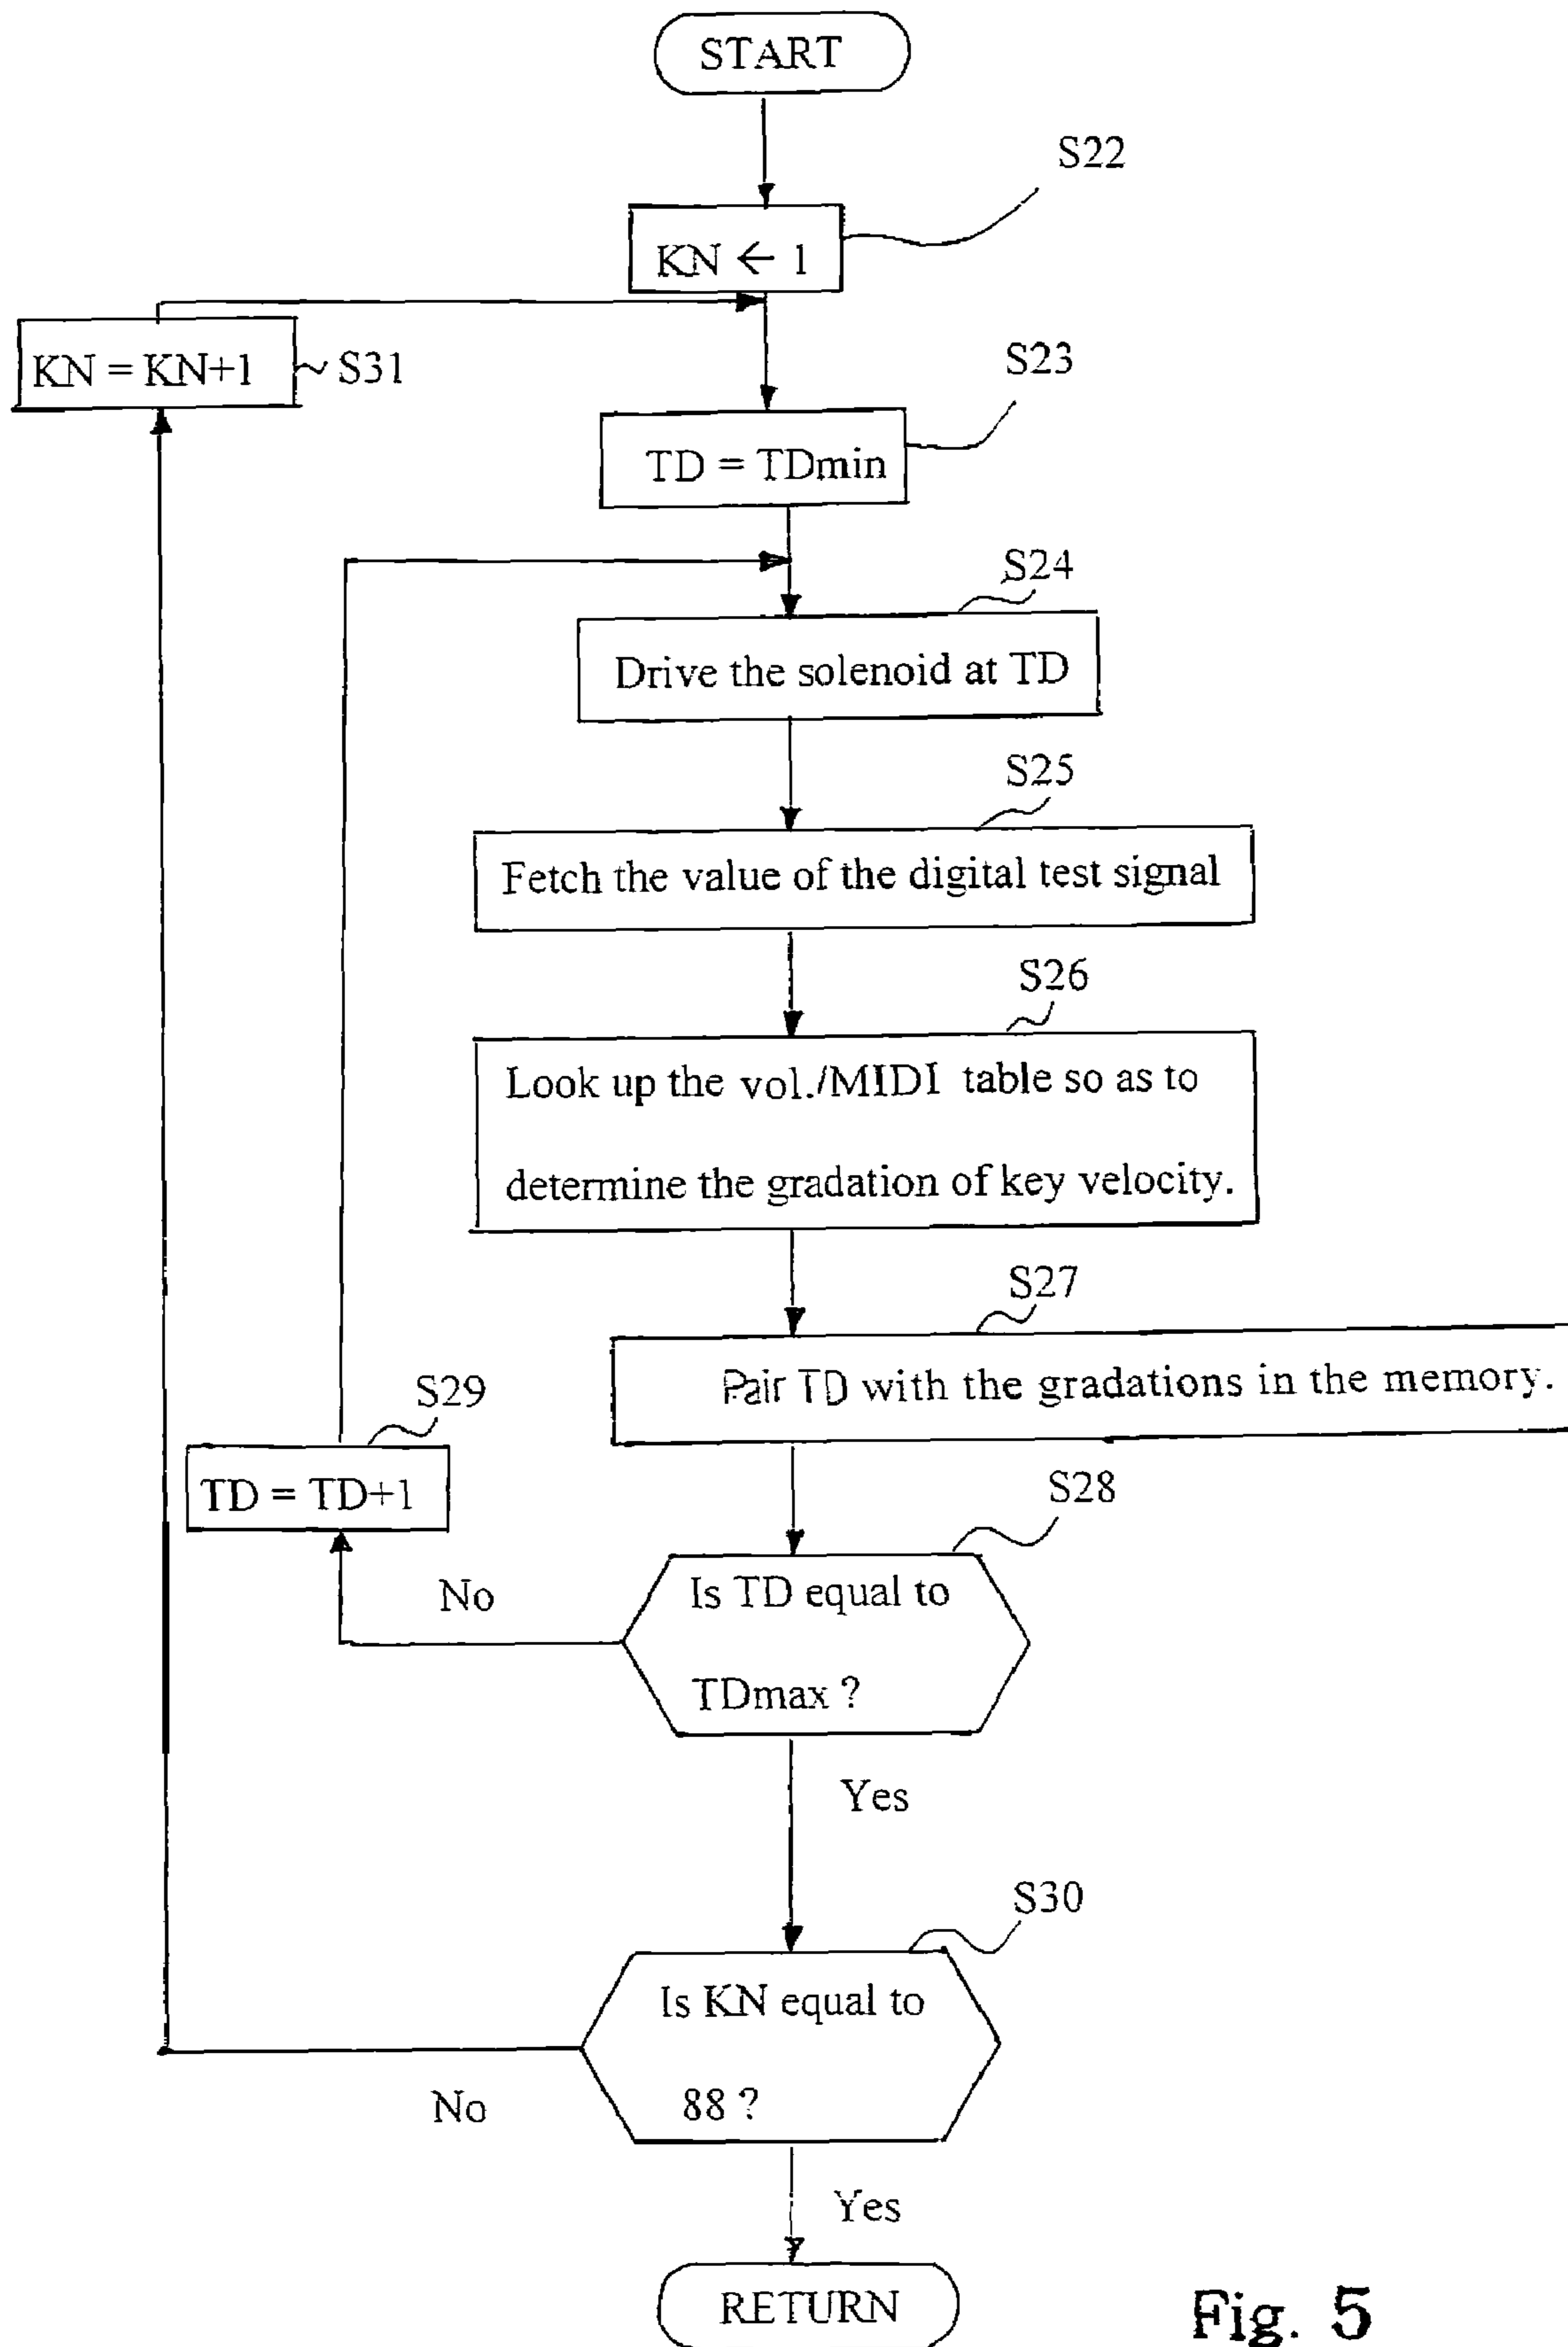 START
S22
KN ← 1
KN = KN+1
S31
S23
TD = TDmin
S24
Drive the solenoid at TD
S25
Fetch the value of the digital test signal
S26
Look up the vol./MIDI table so as to
determine the gradation of key velocity.
S27
Pair TD with the gradations in the memory.
S29
TD = TD+1
S28
No
Is TD equal to
TDmax ?
Yes
S30
Is KN equal to
88 ?
No
Yes
RETURN
Fig. 5